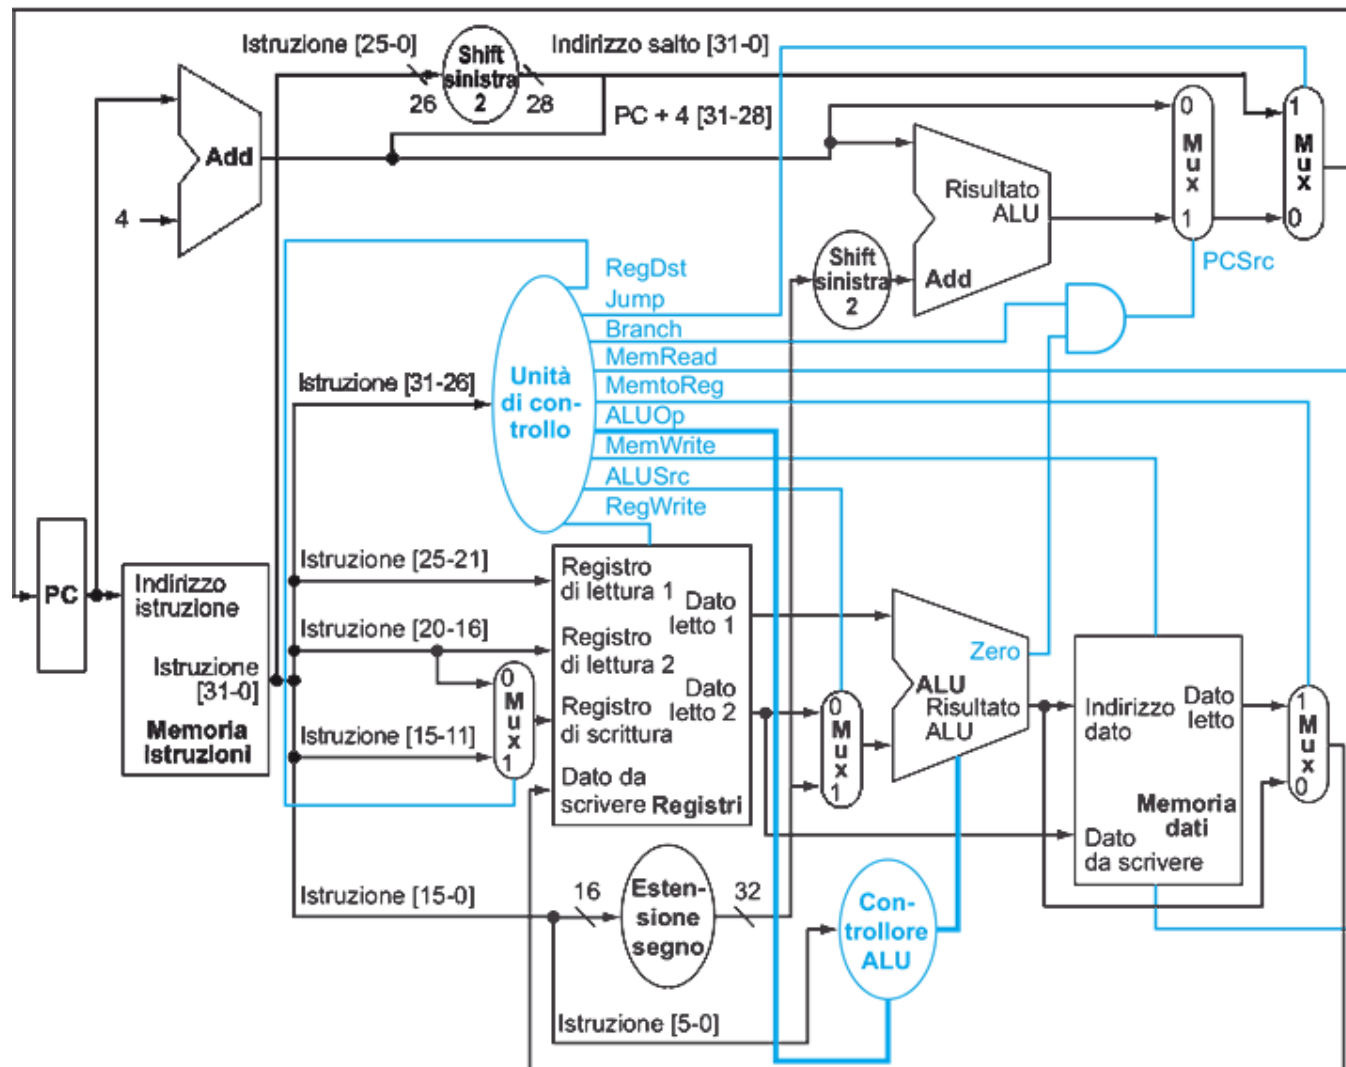 Istruzione [25-0]
Shift
sinistra
2
26
28
Indirizzo salto [31-0]
PC + 4 [31-28]
Add
4
0
M
u
x
1
1
M
u
x
0
Risultato
ALU
Add
Shift
sinistra
2
PCSrc
RegDst
Jump
Branch
MemRead
MemtoReg
ALUOp
MemWrite
ALUSrc
RegWrite
Unità
di con-
trollo
Istruzione [31-26]
PC
Indirizzo
istruzione
Istruzione
[31-0]
Memoria
istruzioni
Istruzione [25-21]
Istruzione [20-16]
Istruzione [15-11]
0
M
u
x
1
Registro
di lettura 1
Registro
di lettura 2
Registro
di scrittura
Dato da
scrivere
Registri
Dato
letto 1
Dato
letto 2
0
M
u
x
1
Zero
ALU
Risultato
ALU
Indirizzo
dato
Dato
letto
Memoria
dati
Dato
da scrivere
1
M
u
x
0
Istruzione [15-0]
16
Esten-
sione
segno
32
Con-
trollore
ALU
Istruzione [5-0]